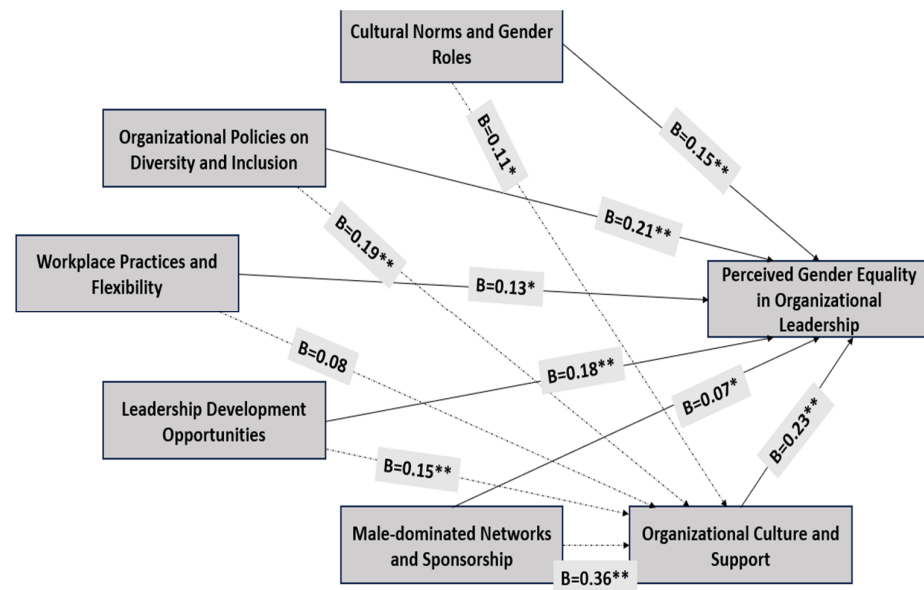 Cultural Norms and Gender
Roles
B=0.11*
B=0.15**
Organizational Policies on
Diversity and Inclusion
B=0.19**
B=0.21**
Workplace Practices and
Flexibility
B=0.13*
B=0.08
Perceived Gender Equality
in Organizational
Leadership
Leadership Development
Opportunities
B=0.18**
B=0.07*
B=0.15**
B=0.23**
Male-dominated Networks
and Sponsorship
B=0.36**
Organizational Culture and
Support